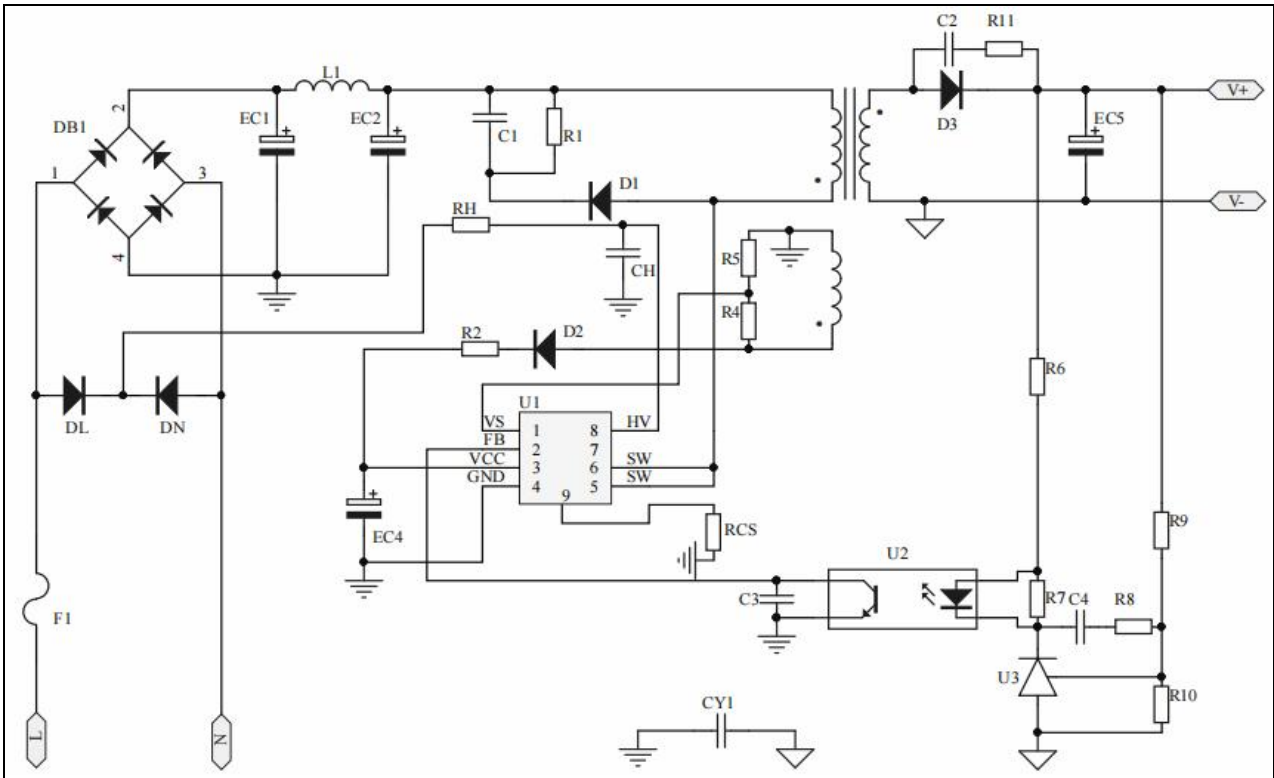 C2 R11
L1
V+
2
EC1
EC2
C1
R1
D3
EC5
DB1
1
3
D1
V-
RH
4
CH
R5
R4
R2
D2
R6
U1
DL
DN
VS 1 8 HV
FB 2 7
VCC 3 6 SW
GND 4 5 SW
9
EC4
RCS
R9
U2
F1
C3
R7 C4 R8
U3
R10
CY1
L
N